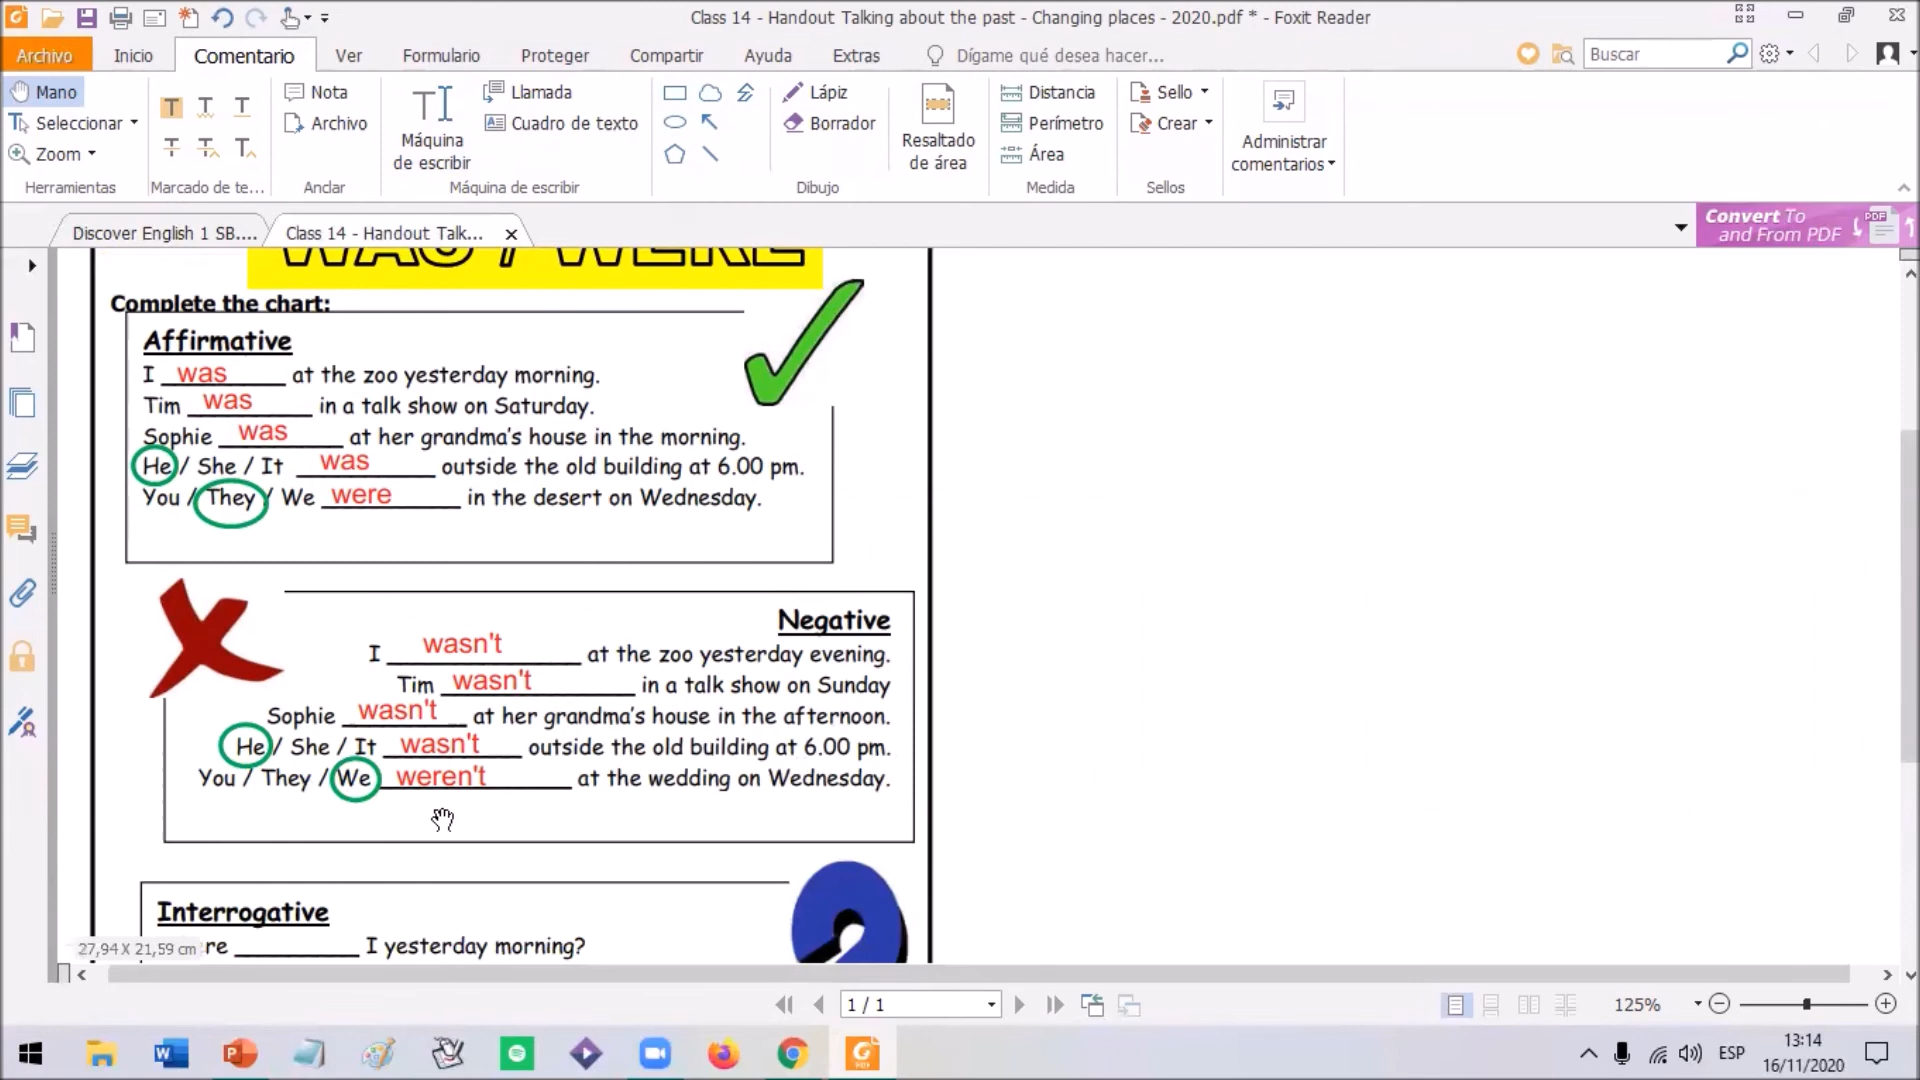 Class 14 - Handout Talking about the past - Changing places - 2020.pdf * - Foxit Reader
Archivo Inicio Comentario Ver Formulario Proteger Compartir Ayuda Extras Dígame qué desea hacer... Buscar
Mano
Seleccionar
Zoom
Herramientas
Marcado de te...
Nota
Archivo
Anclar
Máquina
de escribir
Llamada
Cuadro de texto
Máquina de escribir
Lápiz
Borrador
Dibujo
Resaltado
de área
Distancia
Perímetro
Área
Medida
Sello
Crear
Sellos
Administrar
comentarios
Discover English 1 SB.... Class 14 - Handout Talk...
Convert To
and From PDF
PDF
WAS / WERE
Complete the chart:
Affirmative
I was at the zoo yesterday morning.
Tim was in a talk show on Saturday.
Sophie was at her grandma's house in the morning.
He / She / It was outside the old building at 6.00 pm.
You / They / We were in the desert on Wednesday.
Negative
I wasn't at the zoo yesterday evening.
Tim wasn't in a talk show on Sunday
Sophie wasn't at her grandma's house in the afternoon.
He / She / It wasn't outside the old building at 6.00 pm.
You / They / We weren't at the wedding on Wednesday.
Interrogative
re __________ I yesterday morning?
27,94 X 21,59 cm
1 / 1
125%
ESP
13:14
16/11/2020